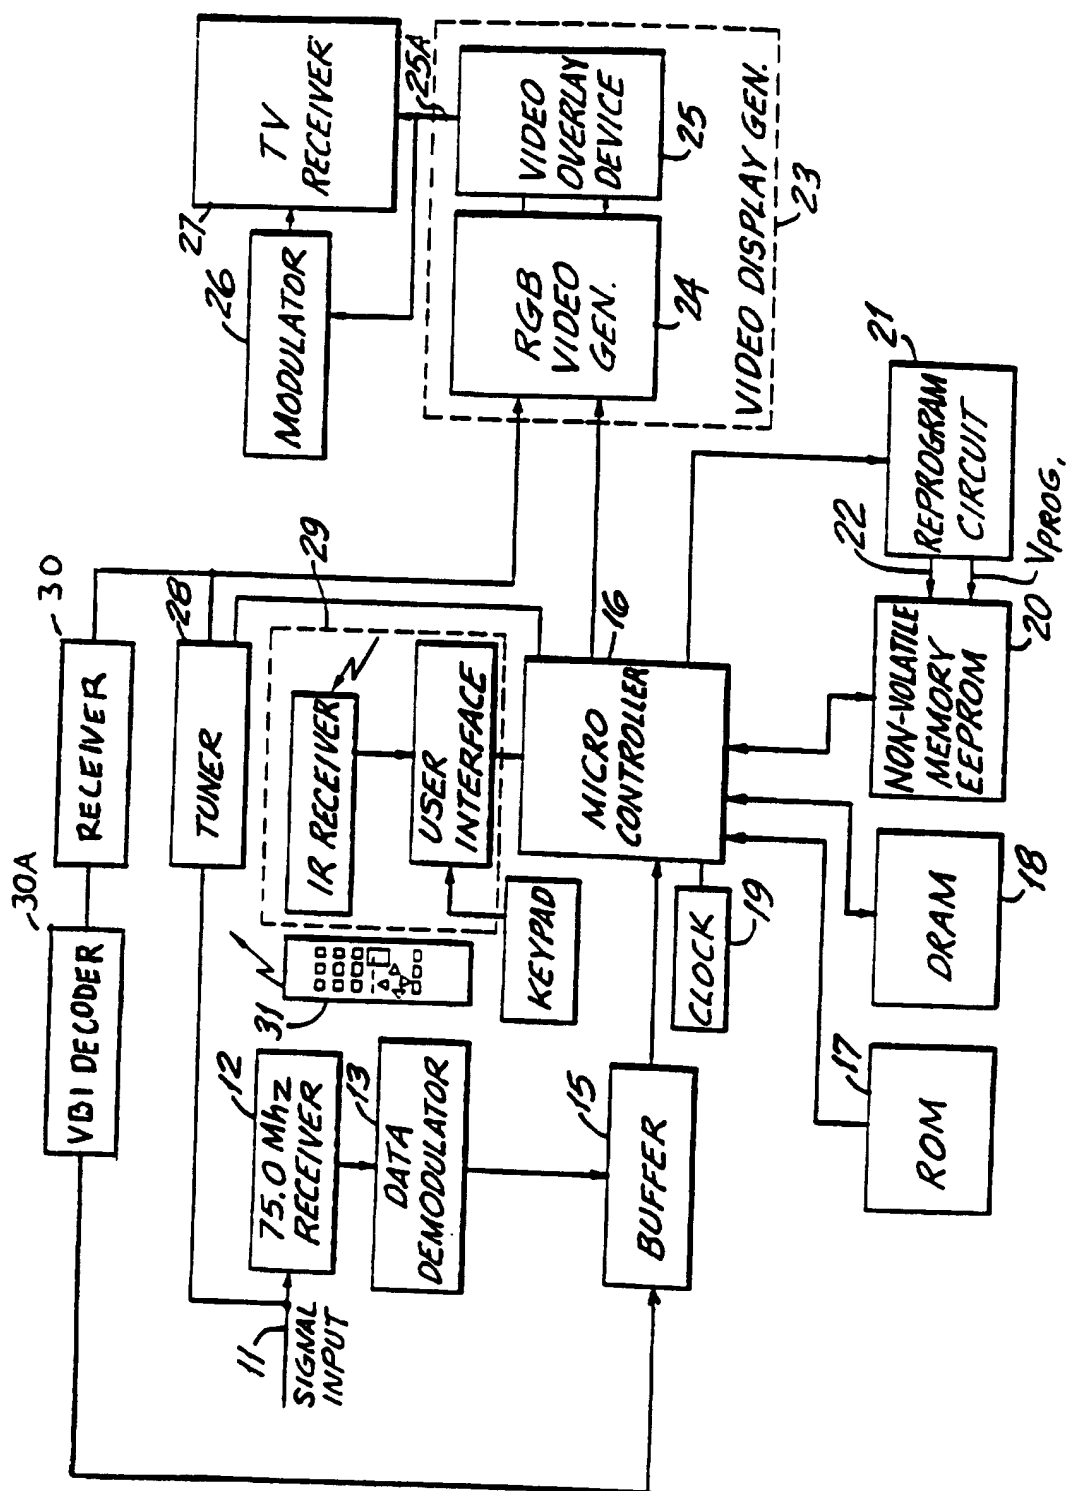 30A
VBI DECODER
30
RECEIVER
28
TUNER
27
TV
RECEIVER
26
MODULATOR
25A
VIDEO
OVERLAY
DEVICE
25
RGB
VIDEO
GEN.
24
VIDEO DISPLAY GEN.
23
29
IR RECEIVER
USER
INTERFACE
31
KEYPAD
11
SIGNAL
INPUT
12
75.0 Mhz
RECEIVER
13
DATA
DEMODULATOR
15
BUFFER
16
MICRO
CONTROLLER
CLOCK
19
17
ROM
DRAM
18
NON-VOLATILE
MEMORY
EEPROM
20
22
VPROG.
21
REPROGRAM
CIRCUIT